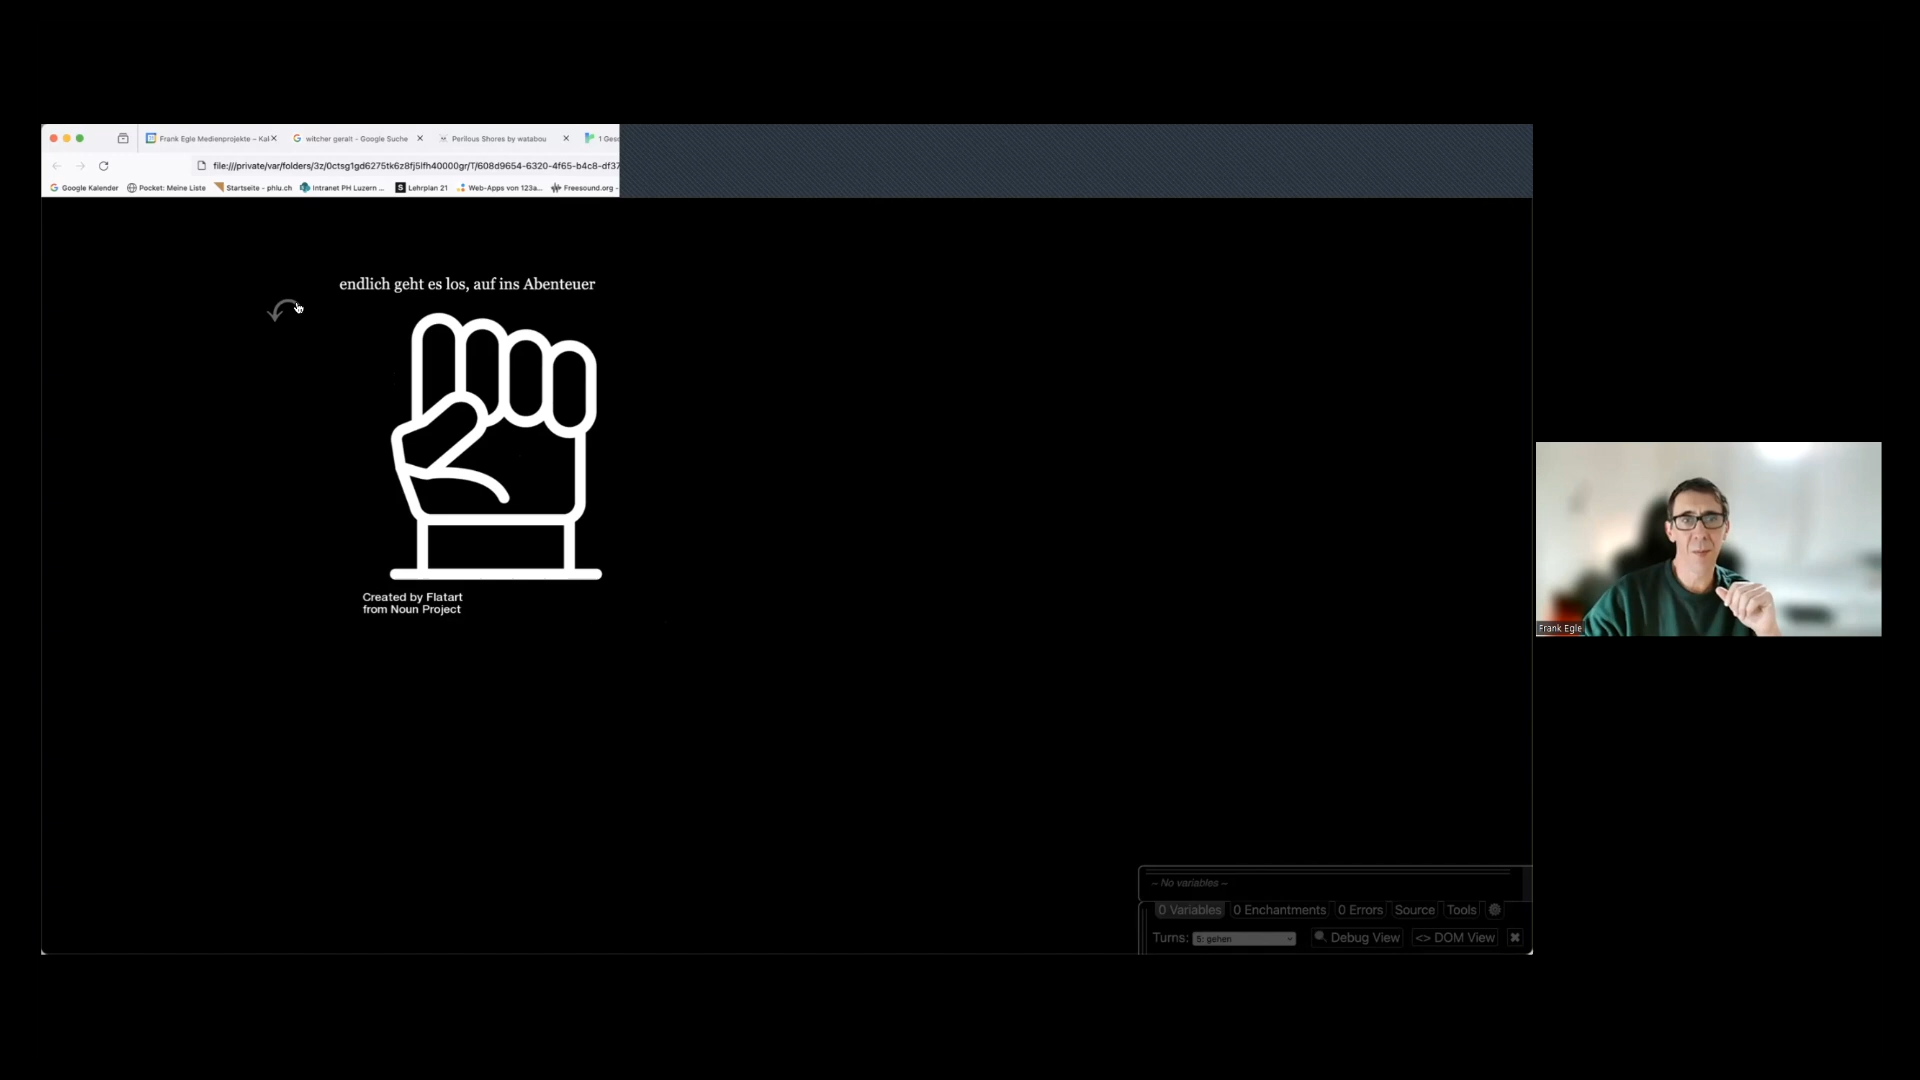 Frank Egle Medienprojekte – Kal
witcher geralt - Google Suche
Perilous Shores by watabou
1 Gesc
file:///private/var/folders/3z/0ctsg1gd6275tk6z8fj5lfh40000gr/T/608d9654-6320-4f65-b4c8-df37
Google Kalender
Pocket: Meine Liste
Startseite - phlu.ch
Intranet PH Luzern ...
Lehrplan 21
Web-Apps von 123a...
Freesound.org -
endlich geht es los, auf ins Abenteuer
Created by Flatart
from Noun Project
Frank Egle
– No variables –
0 Variables
0 Enchantments
0 Errors
Source
Tools
Turns:
5: gehen
Debug View
<> DOM View